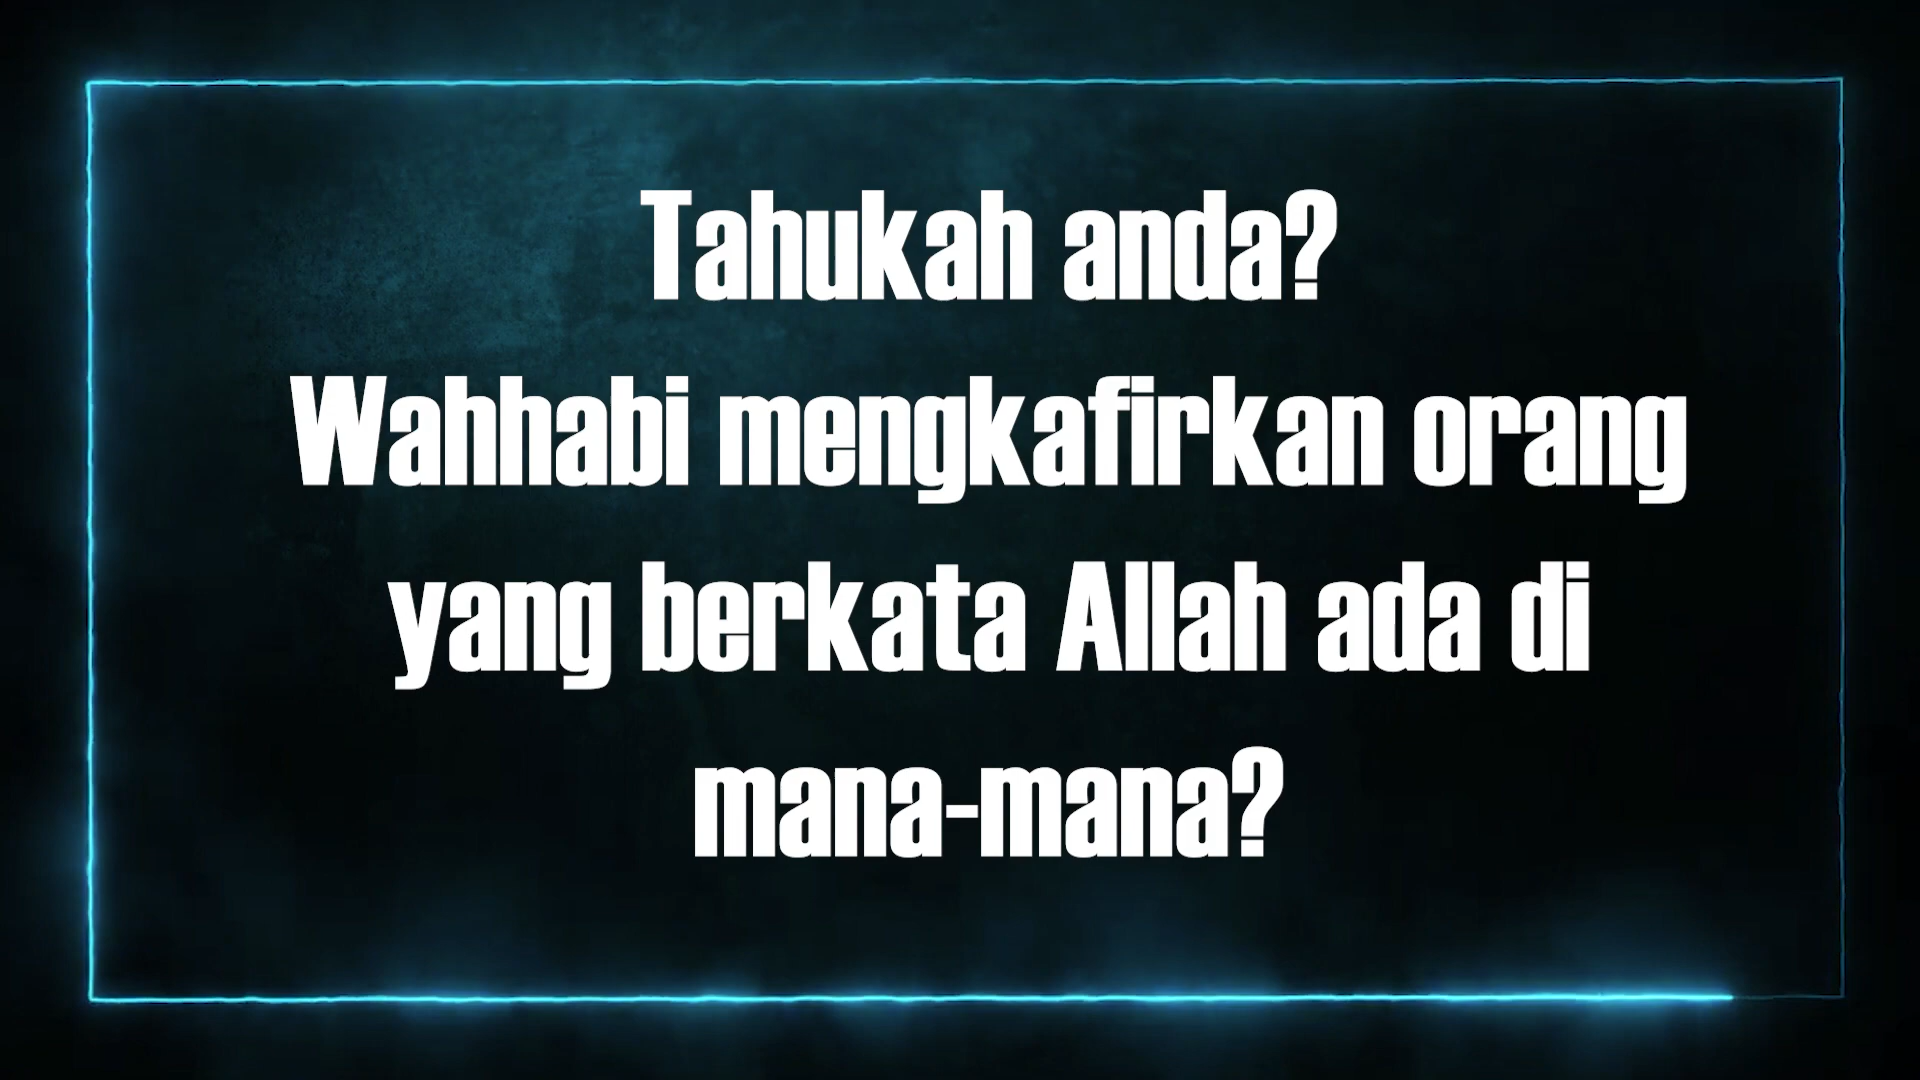 Tahukah anda?
Wahhabi mengkafirkan orang
yang berkata Allah ada di
mana-mana?